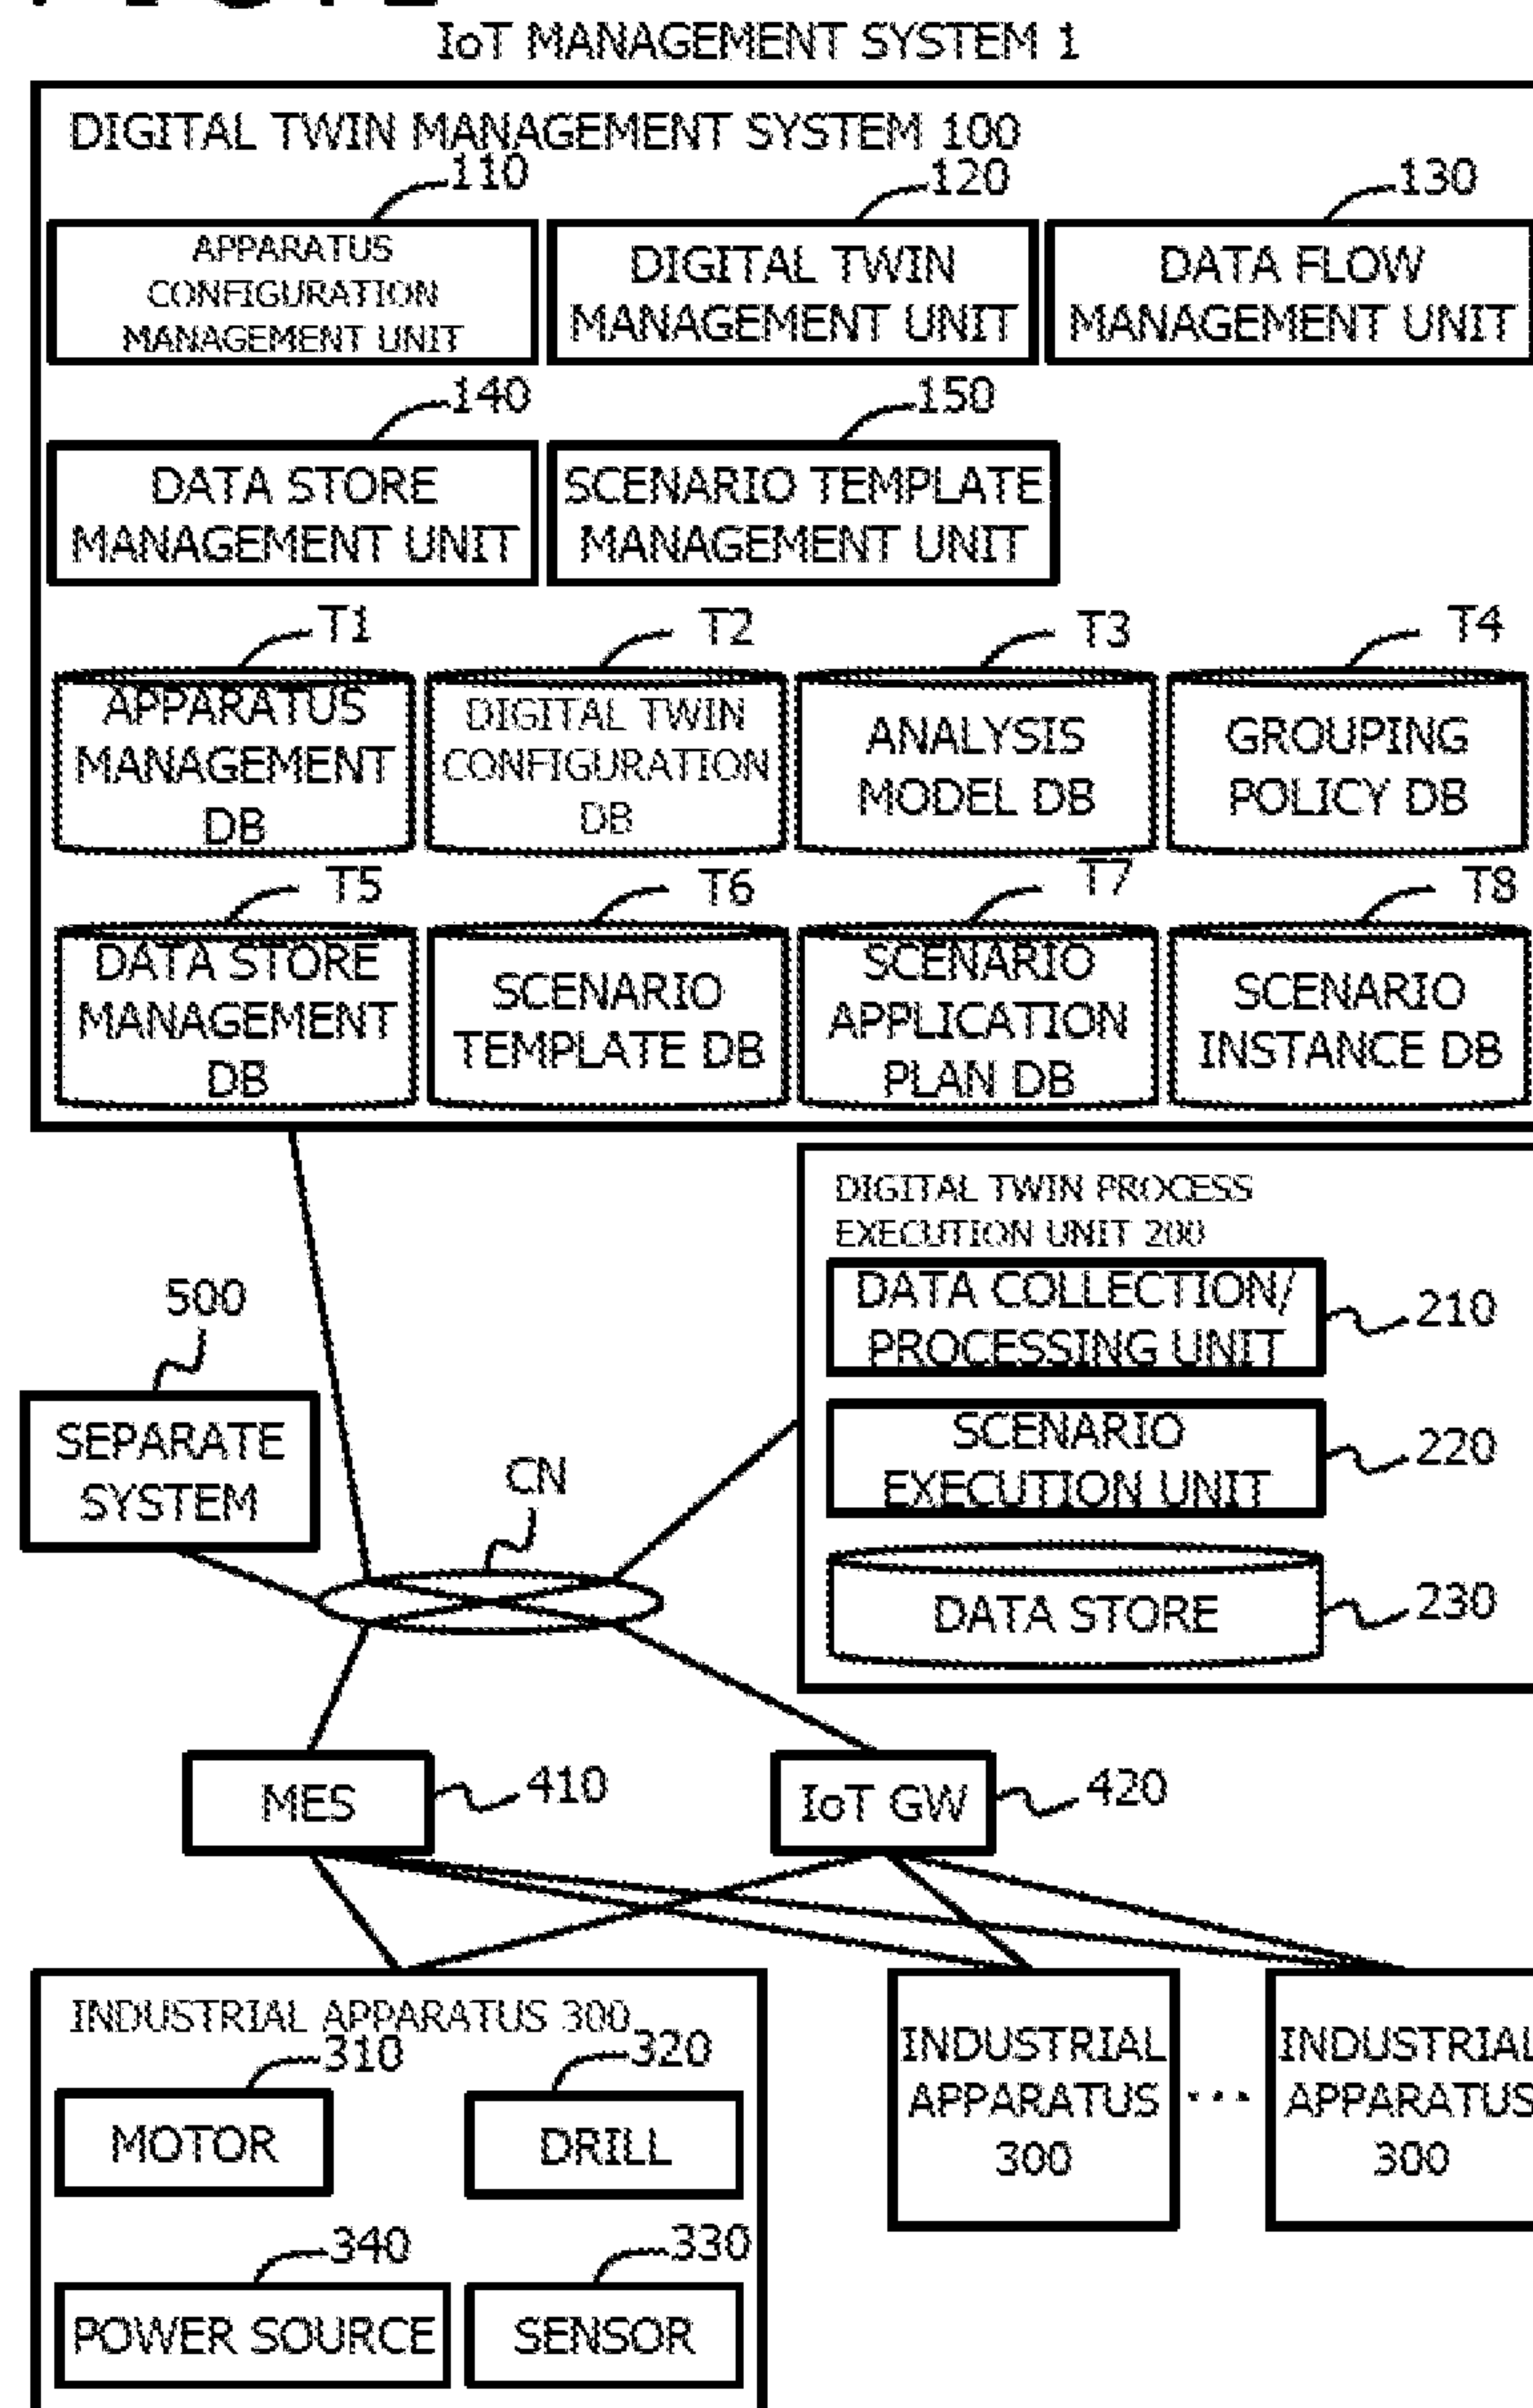 IoT MANAGEMENT SYSTEM 1
DIGITAL TWIN MANAGEMENT SYSTEM 100
110
120
130
APPARATUS
CONFIGURATION
MANAGEMENT UNIT
DIGITAL TWIN
MANAGEMENT UNIT
DATA FLOW
MANAGEMENT UNIT
140
150
DATA STORE
MANAGEMENT UNIT
SCENARIO TEMPLATE
MANAGEMENT UNIT
T1
T2
T3
T4
APPARATUS
MANAGEMENT
DB
DIGITAL TWIN
CONFIGURATION
DB
ANALYSIS
MODEL DB
GROUPING
POLICY DB
T5
T6
T7
T8
DATA STORE
MANAGEMENT
DB
SCENARIO
TEMPLATE DB
SCENARIO
APPLICATION
PLAN DB
SCENARIO
INSTANCE DB
DIGITAL TWIN PROCESS
EXECUTION UNIT 200
DATA COLLECTION/
PROCESSING UNIT
210
SCENARIO
EXECUTION UNIT
220
DATA STORE
230
500
SEPARATE
SYSTEM
CN
MES
410
IoT GW
420
INDUSTRIAL APPARATUS 300
310
320
MOTOR
DRILL
340
330
POWER SOURCE
SENSOR
INDUSTRIAL
APPARATUS
300
...
INDUSTRIAL
APPARATUS
300